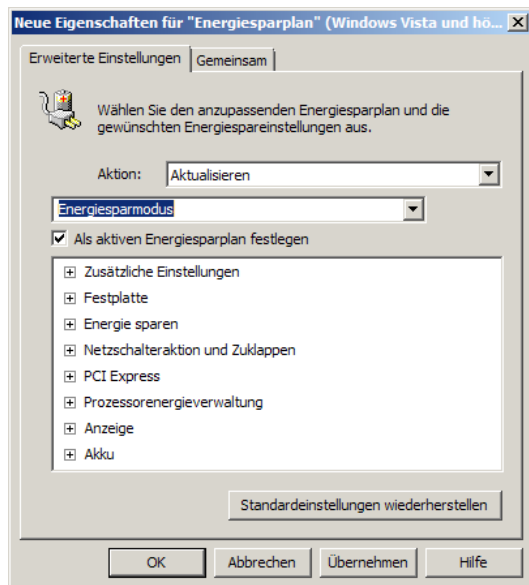 Neue Eigenschaften für "Energiesparplan" (Windows Vista und hö...
Erweiterte Einstellungen
Gemeinsam
Wählen Sie den anzupassenden Energiesparplan und die
gewünschten Energiespareinstellungen aus.
Aktion:
Aktualisieren
Energiesparmodus
Als aktiven Energiesparplan festlegen
Zusätzliche Einstellungen
Festplatte
Energie sparen
Netzschalteraktion und Zuklappen
PCI Express
Prozessorenergieverwaltung
Anzeige
Akku
Standardeinstellungen wiederherstellen
OK
Abbrechen
Übernehmen
Hilfe